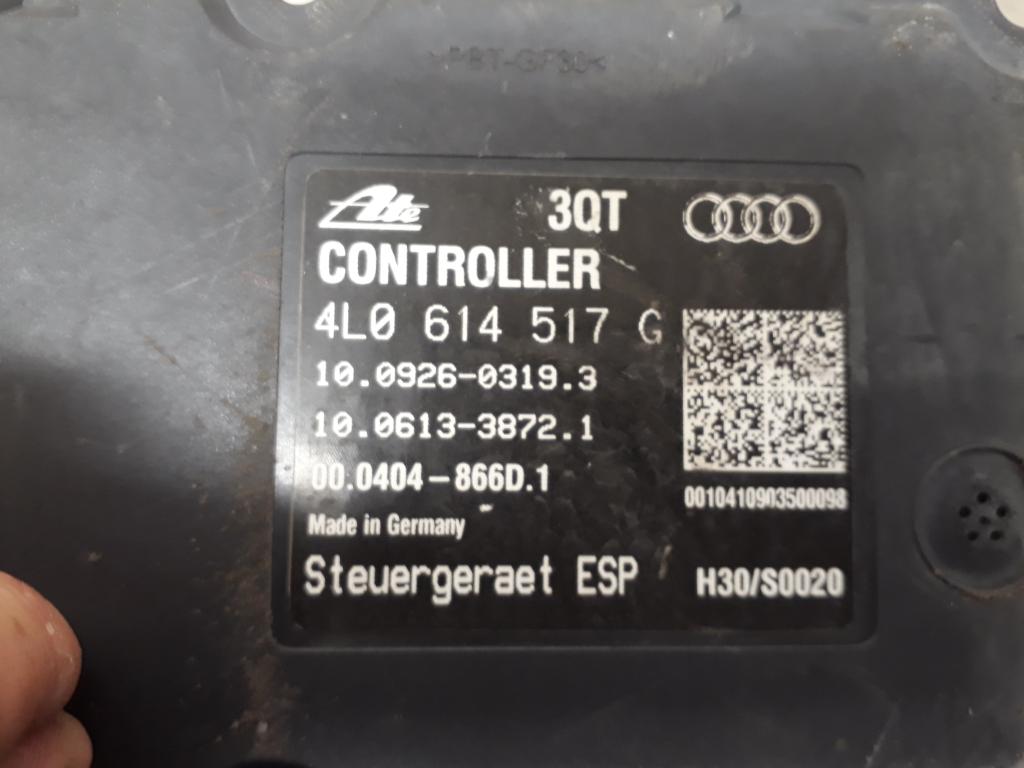 >PBT-GF30<
Ate 3QT
CONTROLLER
4L0 614 517 G
10.0926-0319.3
10.0613-3872.1
00.0404-866D.1
0010410903500098
Made in Germany
Steuergeraet ESP H30/S0020